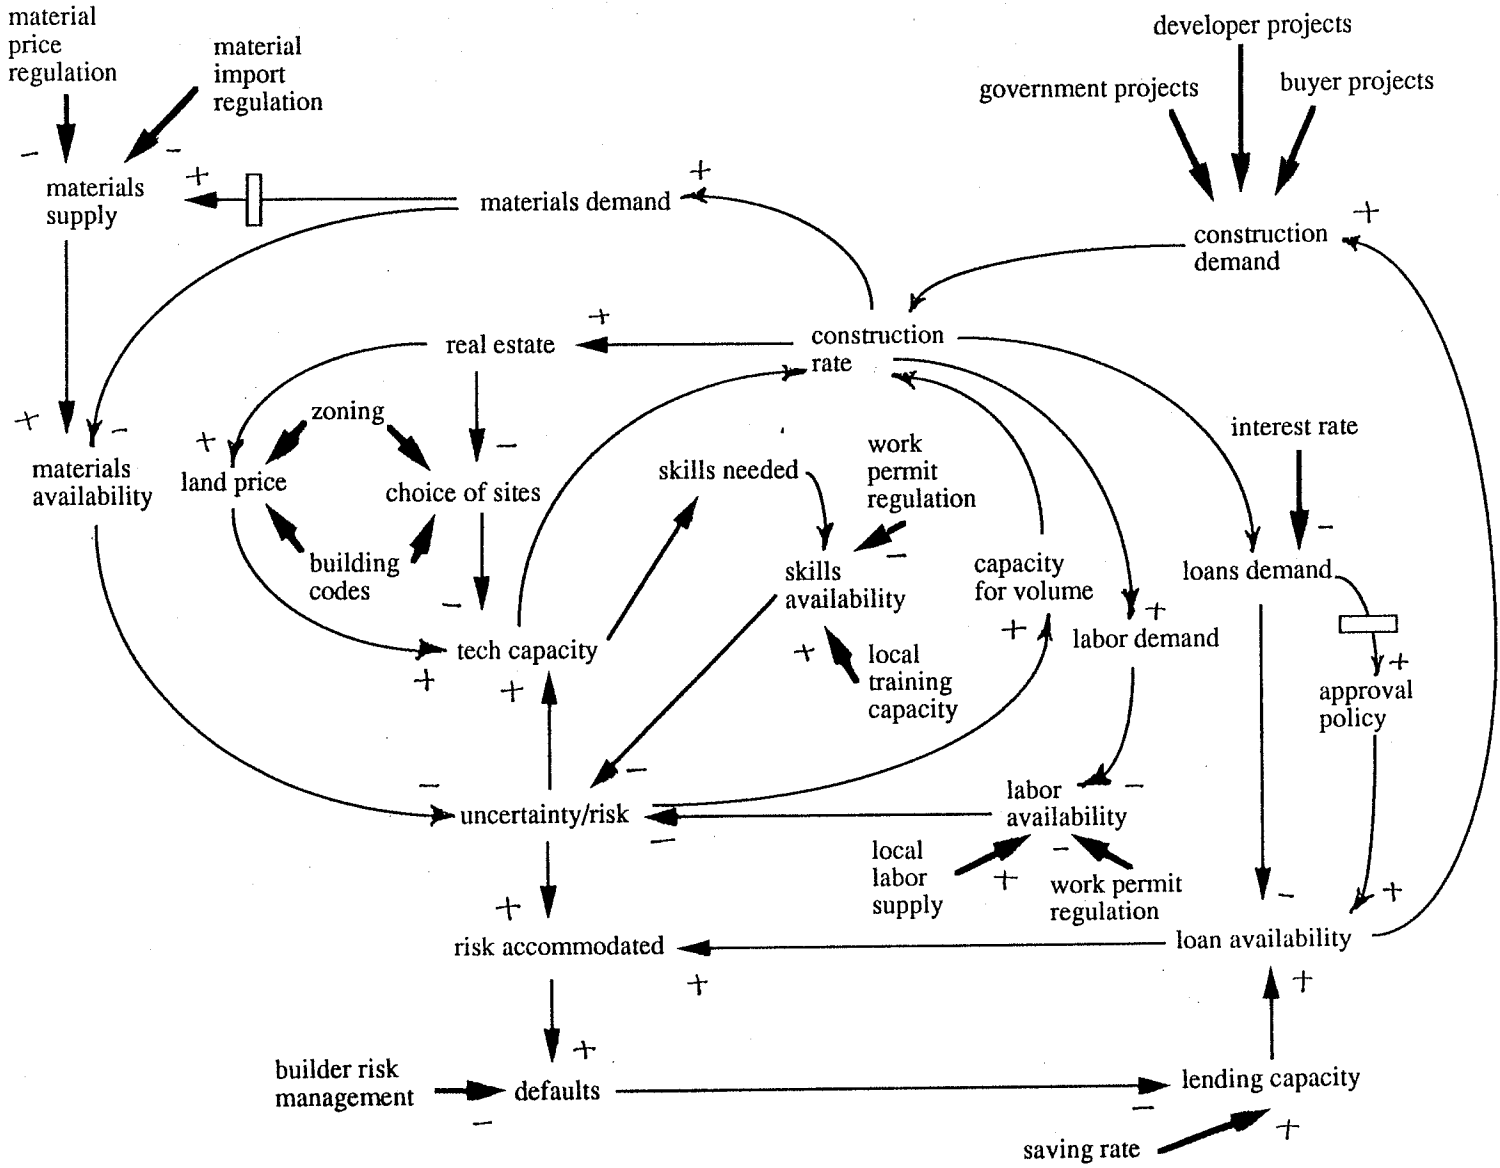 material
price
regulation
material
import
regulation
developer projects
government projects
buyer projects
− − +
materials
supply
+
materials demand
+
construction
demand
+
real estate
construction
rate
zoning
+ − + −
materials
availability
land price
choice of sites
skills needed
work
permit
regulation
interest rate
−
building
codes
−
skills
availability
−
capacity
for volume
+
labor demand
+
loans demand
tech capacity
+ +
+
local
training
capacity
+
approval
policy
− −
uncertainty/risk
−
labor
availability
−
local
labor
supply
+
−
work permit
regulation
− +
+
risk accommodated
+
loan availability
+
+
builder risk
management
−
defaults
lending capacity
−
saving rate
+